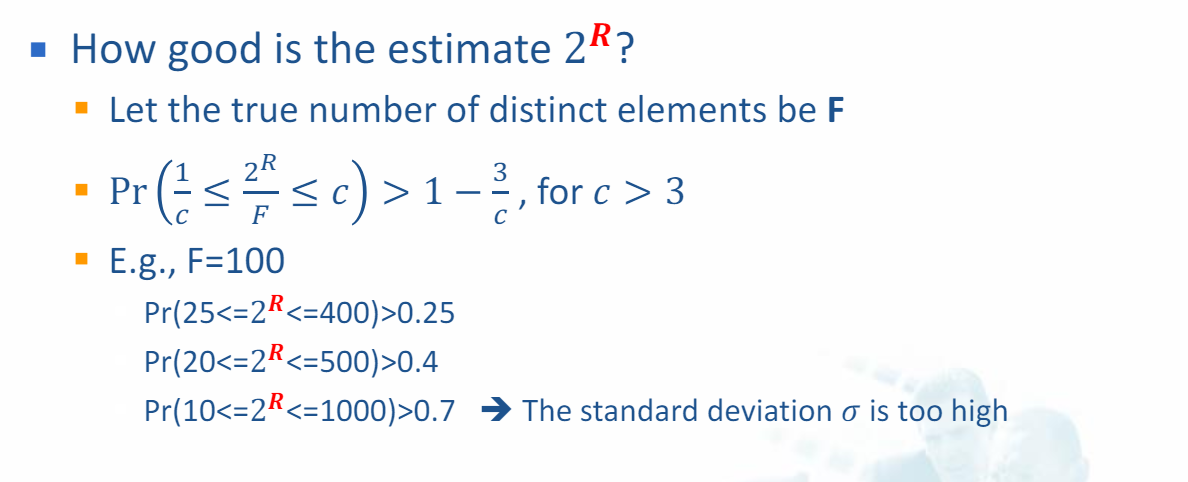 How good is the estimate 2^R?
Let the true number of distinct elements be F
Pr(1/c ≤ 2^R/F ≤ c) > 1 − 3/c , for c > 3
E.g., F=100
Pr(25<=2^R<=400)>0.25
Pr(20<=2^R<=500)>0.4
Pr(10<=2^R<=1000)>0.7 ➔ The standard deviation σ is too high